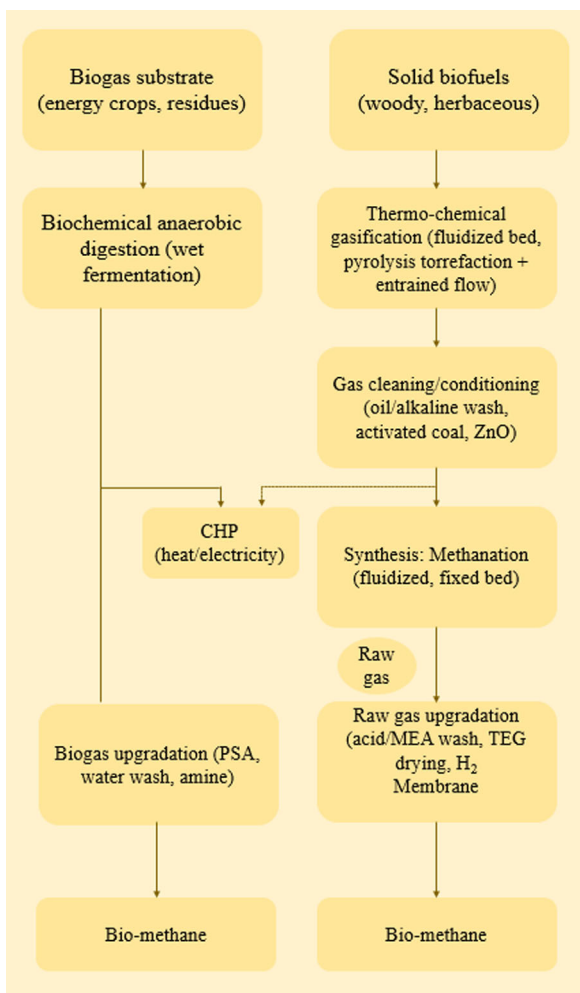 Biogas substrate
(energy crops, residues)
Solid biofuels
(woody, herbaceous)
Biochemical anaerobic
digestion (wet
fermentation)
Thermo-chemical
gasification (fluidized bed,
pyrolysis torrefaction +
entrained flow)
Gas cleaning/conditioning
(oil/alkaline wash,
activated coal, ZnO)
CHP
(heat/electricity)
Synthesis: Methanation
(fluidized, fixed bed)
Raw
gas
Biogas upgradation (PSA,
water wash, amine)
Raw gas upgradation
(acid/MEA wash, TEG
drying, H₂
Membrane
Bio-methane
Bio-methane